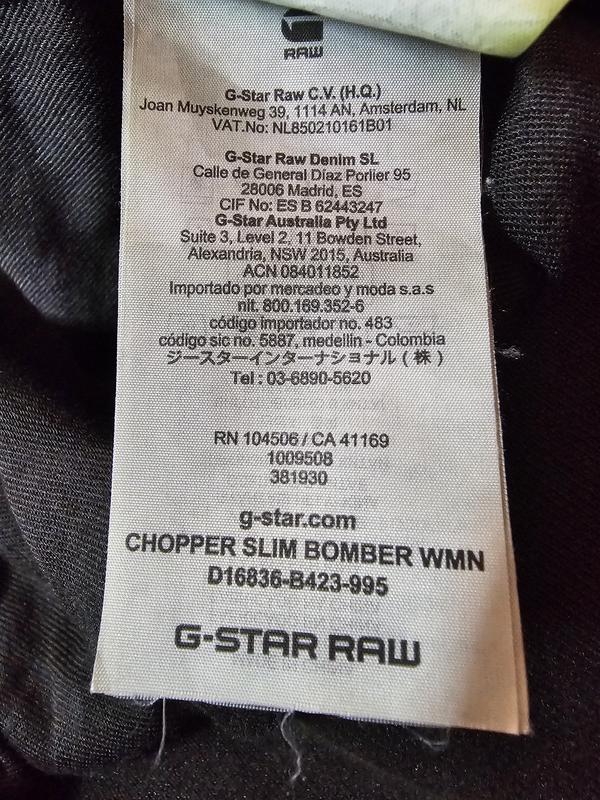 RAW
G-Star Raw C.V. (H.Q.)
Joan Muyskenweg 39, 1114 AN, Amsterdam, NL
VAT.No: NL850210161B01
G-Star Raw Denim SL
Calle de General Díaz Porlier 95
28006 Madrid, ES
CIF No: ES B 62443247
G-Star Australia Pty Ltd
Suite 3, Level 2, 11 Bowden Street,
Alexandria, NSW 2015, Australia
ACN 084011852
Importado por mercadeo y moda s.a.s
nit. 800.169.352-6
código importador no. 483
código sic no. 5887, medellin - Colombia
ジースターインターナショナル ( 株 )
Tel : 03-6890-5620
RN 104506 / CA 41169
1009508
381930
g-star.com
CHOPPER SLIM BOMBER WMN
D16836-B423-995
G-STAR RAW